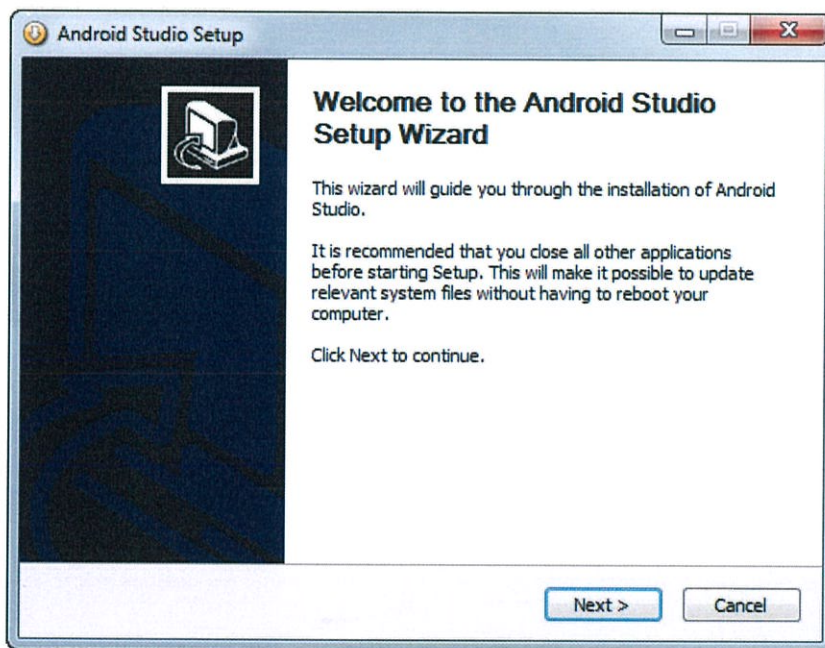 Android Studio Setup
Welcome to the Android Studio
Setup Wizard
This wizard will guide you through the installation of Android
Studio.
It is recommended that you close all other applications
before starting Setup. This will make it possible to update
relevant system files without having to reboot your
computer.
Click Next to continue.
Next >
Cancel